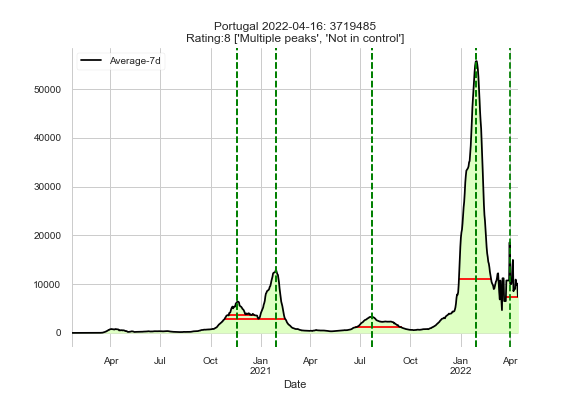 Portugal 2022-04-16: 3719485
Rating:8 ['Multiple peaks', 'Not in control']
Average-7d
50000
40000
30000
20000
10000
0
Apr Jul Oct Jan Apr Jul Oct Jan Apr
2021 2022
Date